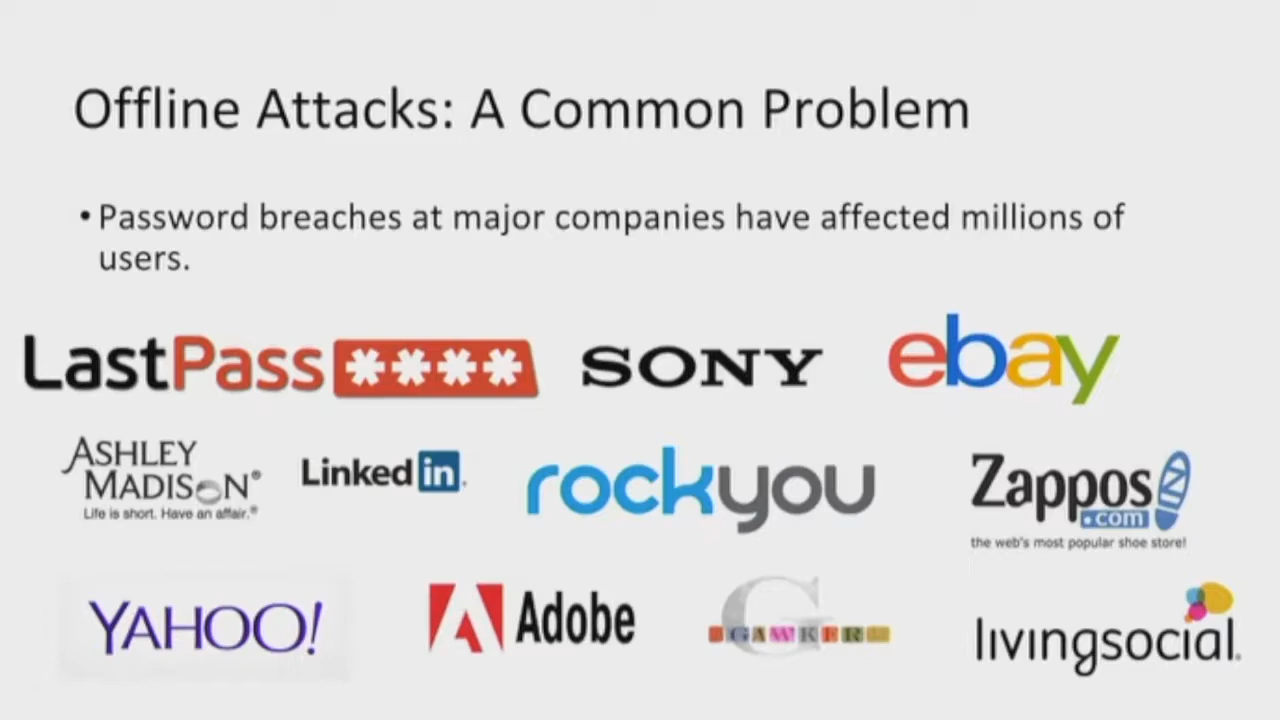 Offline Attacks: A Common Problem
• Password breaches at major companies have affected millions of
users.
LastPass ****
SONY
ebay
ASHLEY
MADISON®
Life is short. Have an affair.®
Linked in
rockyou
Zappos
.com
the web's most popular shoe store!
YAHOO!
Adobe
G
GAWKER
livingsocial.